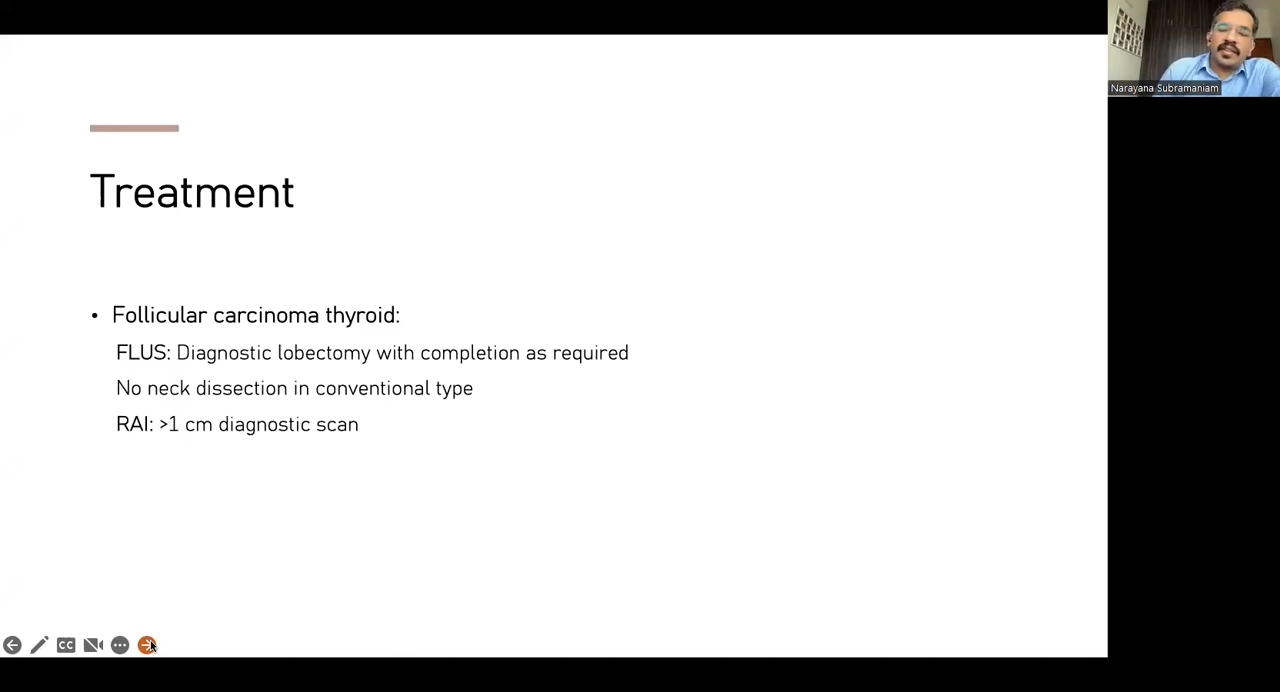 Narayana Subramaniam
Treatment
• Follicular carcinoma thyroid:
FLUS: Diagnostic lobectomy with completion as required
No neck dissection in conventional type
RAI: >1 cm diagnostic scan
CC